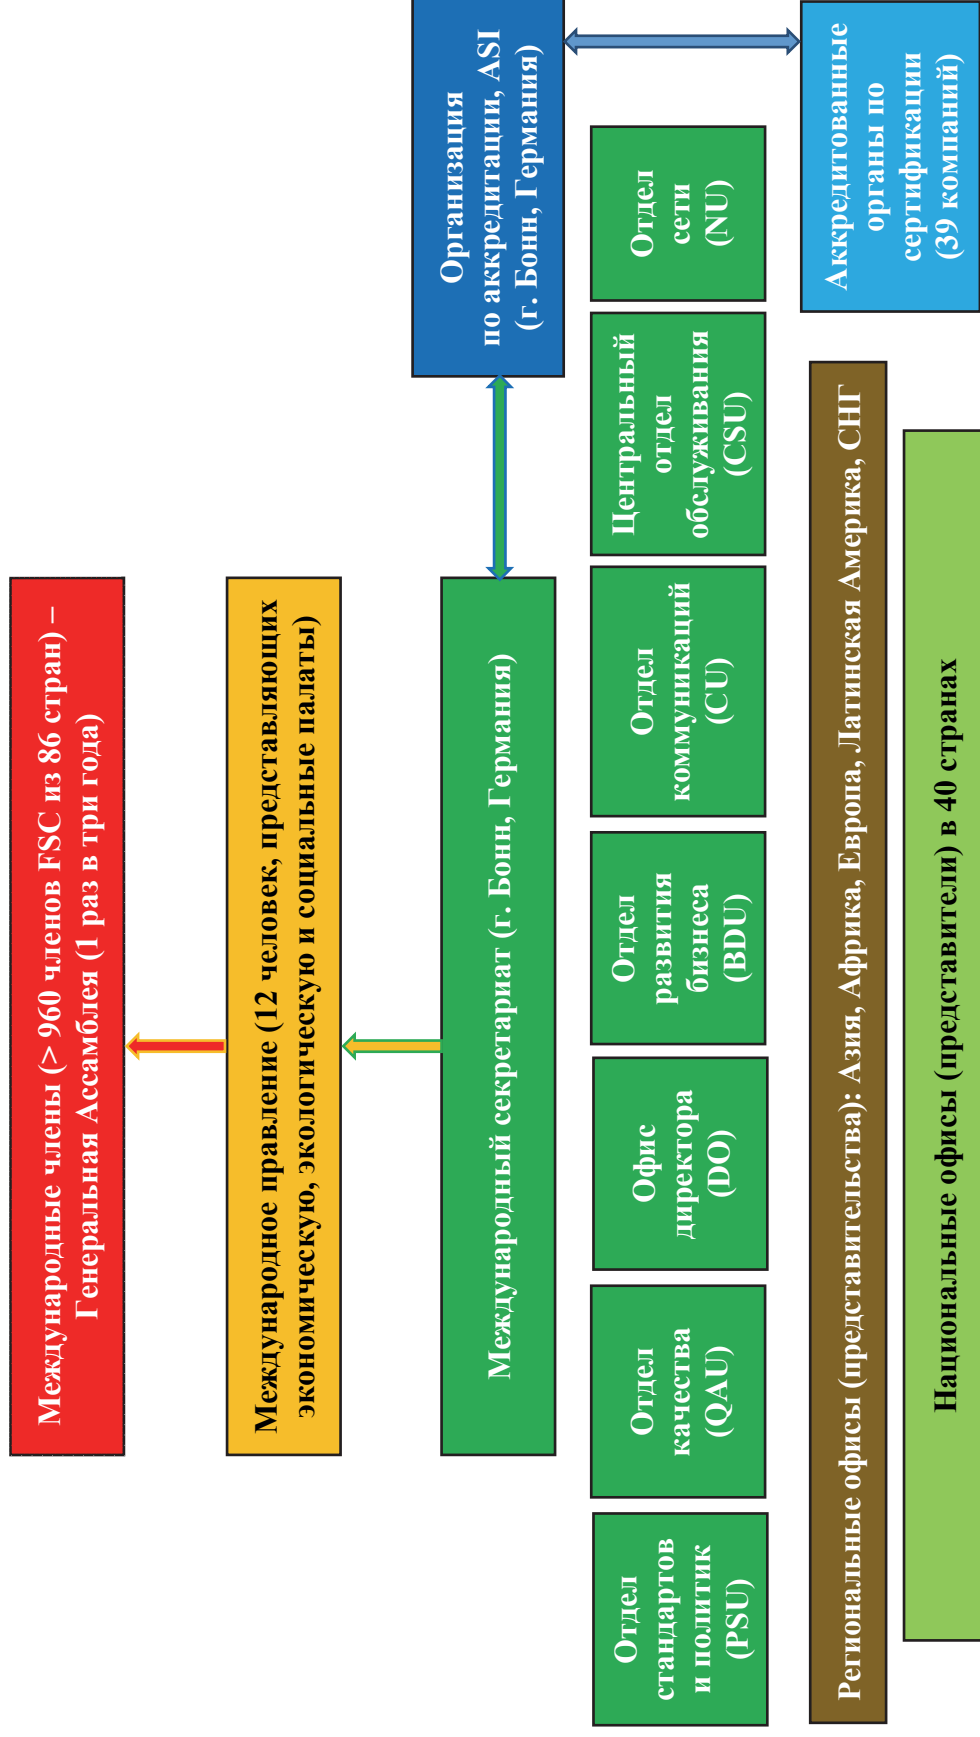 Международные члены (> 960 членов FSC из 86 стран) –
Генеральная Ассамблея (1 раз в три года)
Международное правление (12 человек, представляющих
экономическую, экологическую и социальные палаты)
Международный секретариат (г. Бонн, Германия)
Организация
по аккредитации, ASI
(г. Бонн, Германия)
Отдел
стандартов
и политик
(PSU)
Отдел
качества
(QAU)
Офис
директора
(DO)
Отдел
развития
бизнеса
(BDU)
Отдел
коммуникаций
(CU)
Центральный
отдел
обслуживания
(CSU)
Отдел
сети
(NU)
Региональные офисы (представительства): Азия, Африка, Европа, Латинская Америка, СНГ
Аккредитованные
органы по
сертификации
(39 компаний)
Национальные офисы (представители) в 40 странах